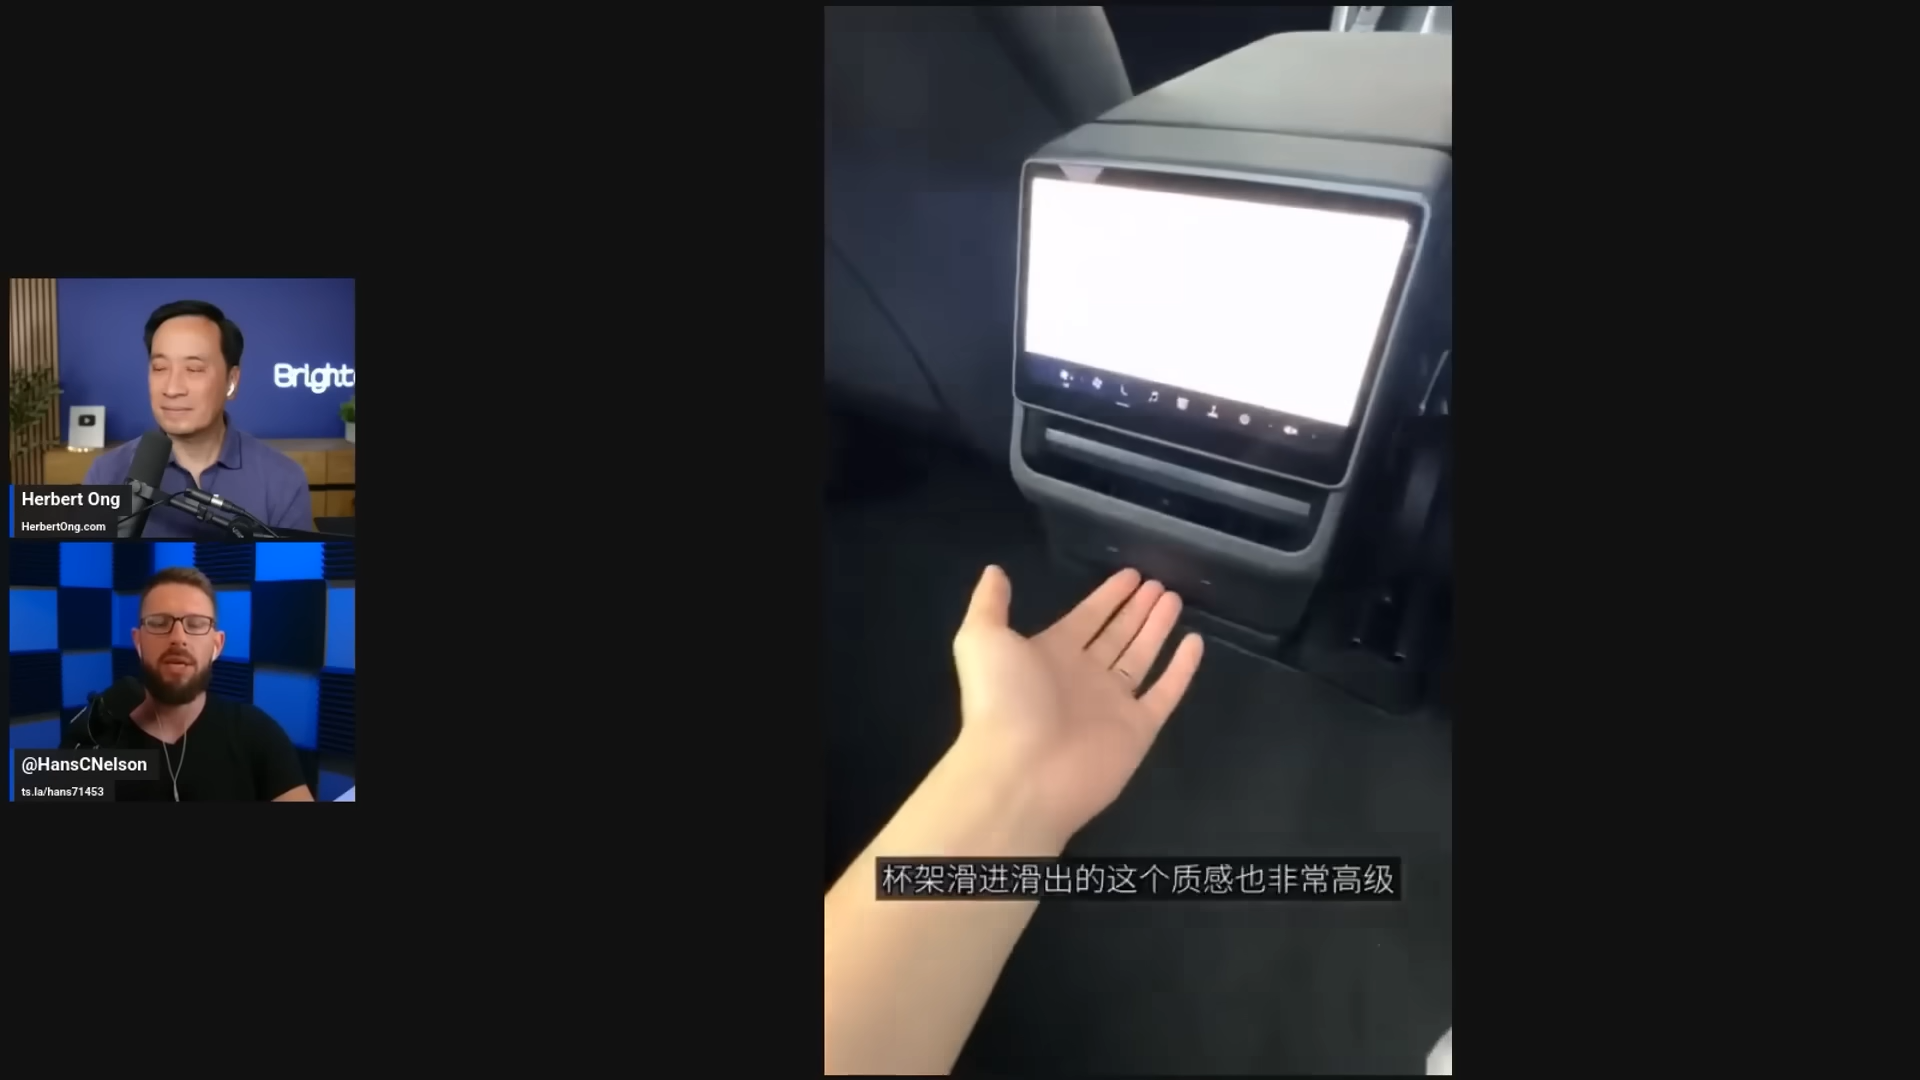 Bright
Herbert Ong
HerbertOng.com
@HansCNelson
ts.la/hans71453
杯架滑进滑出的这个质感也非常高级